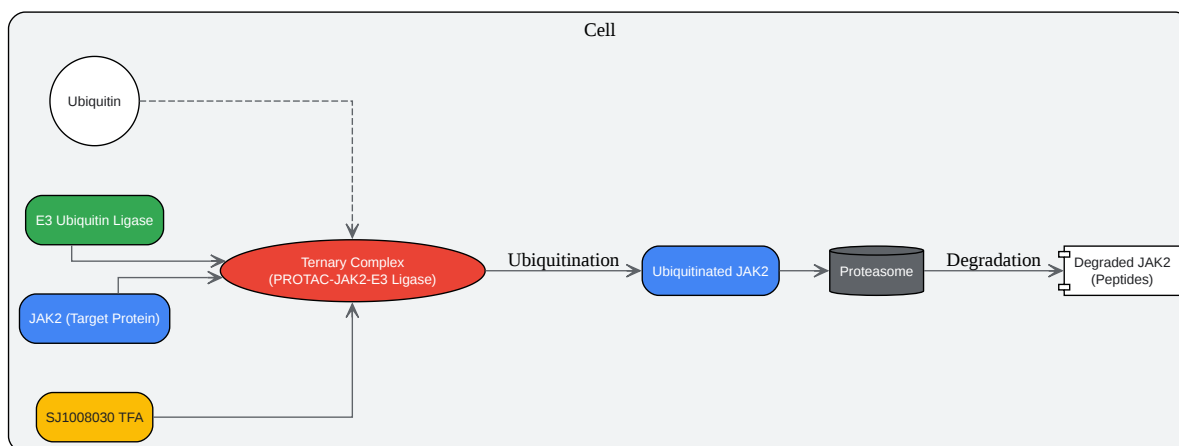 Cell
Ubiquitin
E3 Ubiquitin Ligase
JAK2 (Target Protein)
SJ1008030 TFA
Ternary Complex
(PROTAC-JAK2-E3 Ligase)
Ubiquitination
Ubiquitinated JAK2
Proteasome
Degradation
Degraded JAK2
(Peptides)